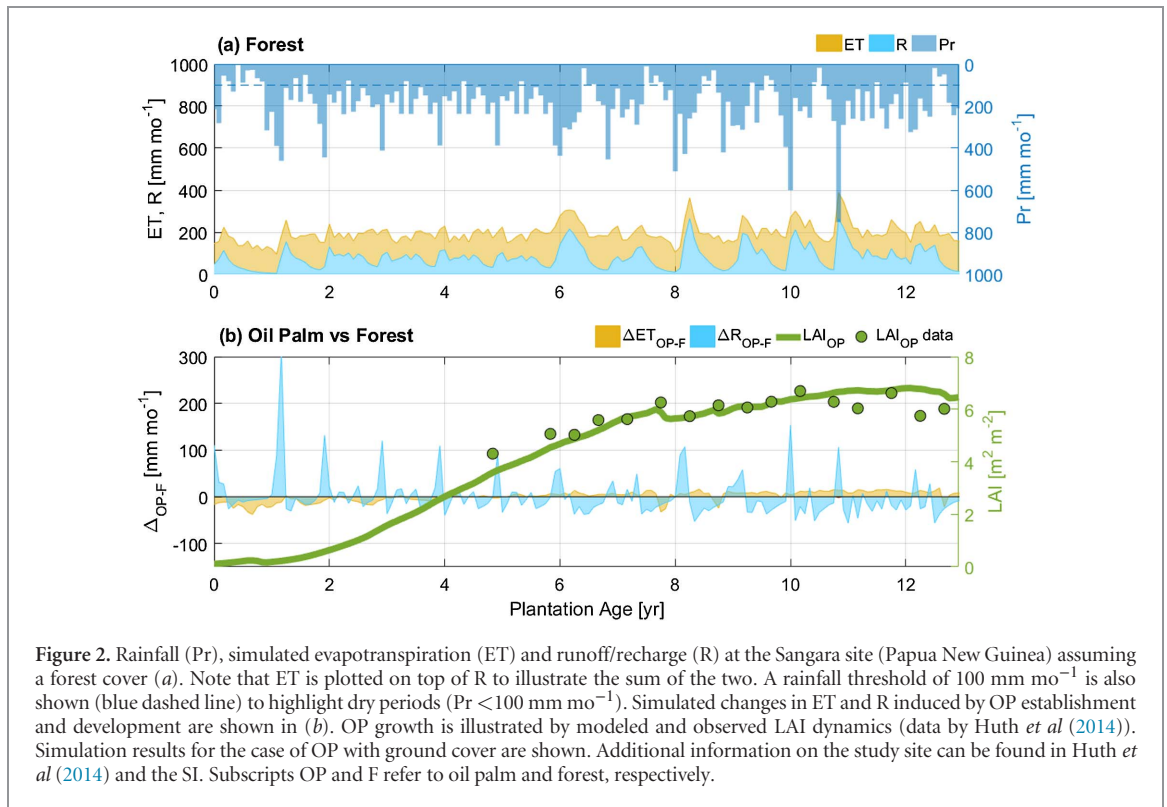 (a) Forest
ET R Pr
1000 800 600 400 200 0
ET, R [mm mo⁻¹]
0 200 400 600 800 1000
Pr [mm mo⁻¹]
0 2 4 6 8 10 12
(b) Oil Palm vs Forest
ΔET_OP-F ΔR_OP-F LAI_OP LAI_OP data
300 200 100 0 -100
Δ_OP-F [mm mo⁻¹]
8 6 4 2 0
LAI [m² m⁻²]
0 2 4 6 8 10 12
Plantation Age [yr]
Figure 2. Rainfall (Pr), simulated evapotranspiration (ET) and runoff/recharge (R) at the Sangara site (Papua New Guinea) assuming
a forest cover (a). Note that ET is plotted on top of R to illustrate the sum of the two. A rainfall threshold of 100 mm mo⁻¹ is also
shown (blue dashed line) to highlight dry periods (Pr <100 mm mo⁻¹). Simulated changes in ET and R induced by OP establishment
and development are shown in (b). OP growth is illustrated by modeled and observed LAI dynamics (data by Huth et al (2014)).
Simulation results for the case of OP with ground cover are shown. Additional information on the study site can be found in Huth et
al (2014) and the SI. Subscripts OP and F refer to oil palm and forest, respectively.